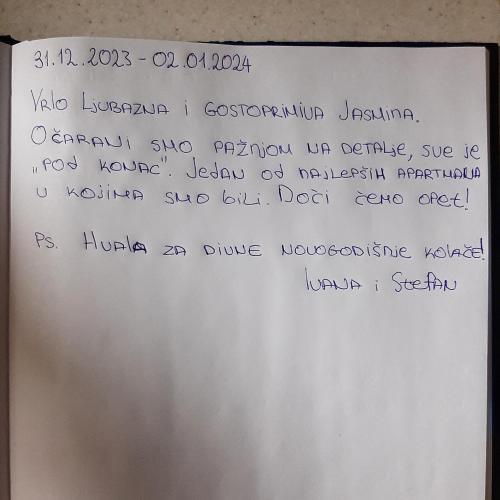 31.12.2023 - 02.01.2024
Vrlo Ljubazna i gostoprimiva Jasmina.
Očarani smo pažnjom na detalje, sve je
„pod konac". Jedan od najlepših apartmana
u kojima smo bili. Doči ćemo opet!
Ps. Hvala za divne novogodišnje kolače!
Ivana i Stefan